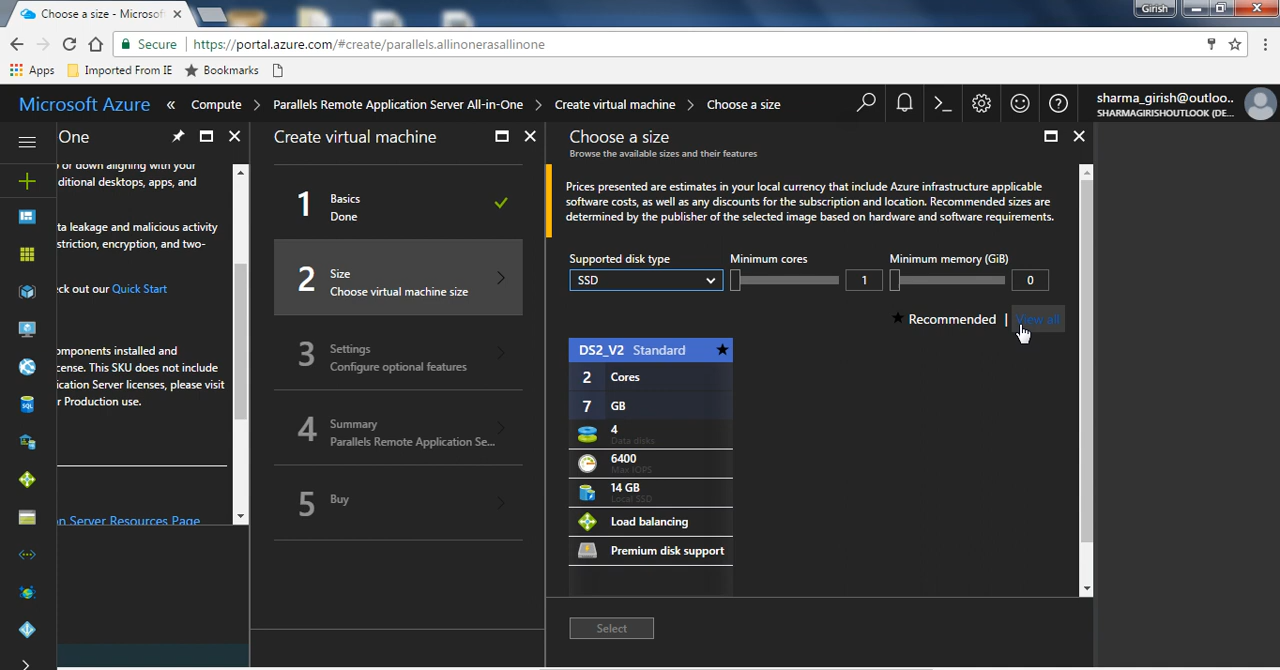 Choose a size - Microsof
Girish
Secure
https://portal.azure.com/#create/parallels.allinonerasallinone
Apps
Imported From IE
Bookmarks
Microsoft Azure « Compute > Parallels Remote Application Server All-in-One > Create virtual machine > Choose a size
sharma_girish@outloo..
SHARMAGIRISHOUTLOOK (DE...
One
p or down aligning with your
ditional desktops, apps, and
ta leakage and malicious activity
striction, encryption, and two-
eck out our Quick Start
omponents installed and
cense. This SKU does not include
ication Server licenses, please visit
r Production use.
n Server Resources Page
Create virtual machine
1 Basics
Done
2 Size
Choose virtual machine size
3 Settings
Configure optional features
4 Summary
Parallels Remote Application Se...
5 Buy
Choose a size
Browse the available sizes and their features
Prices presented are estimates in your local currency that include Azure infrastructure applicable
software costs, as well as any discounts for the subscription and location. Recommended sizes are
determined by the publisher of the selected image based on hardware and software requirements.
Supported disk type
SSD
Minimum cores
1
Minimum memory (GiB)
0
★ Recommended | View all
DS2_V2 Standard ★
2 Cores
7 GB
4
Data disks
6400
Max IOPS
14 GB
Local SSD
Load balancing
Premium disk support
Select